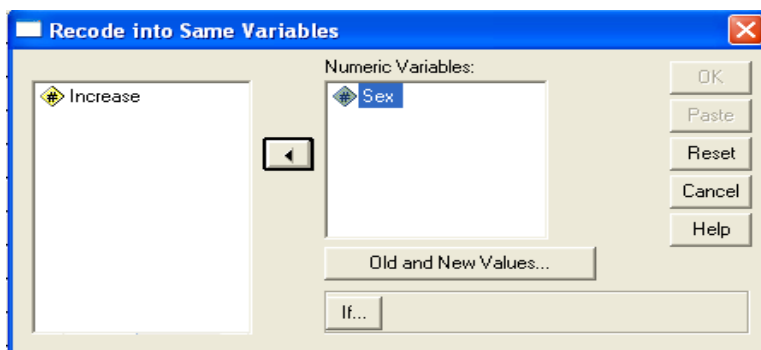 Recode into Same Variables
Numeric Variables:
# Increase
# Sex
OK
Paste
Reset
Cancel
Help
Old and New Values...
If...